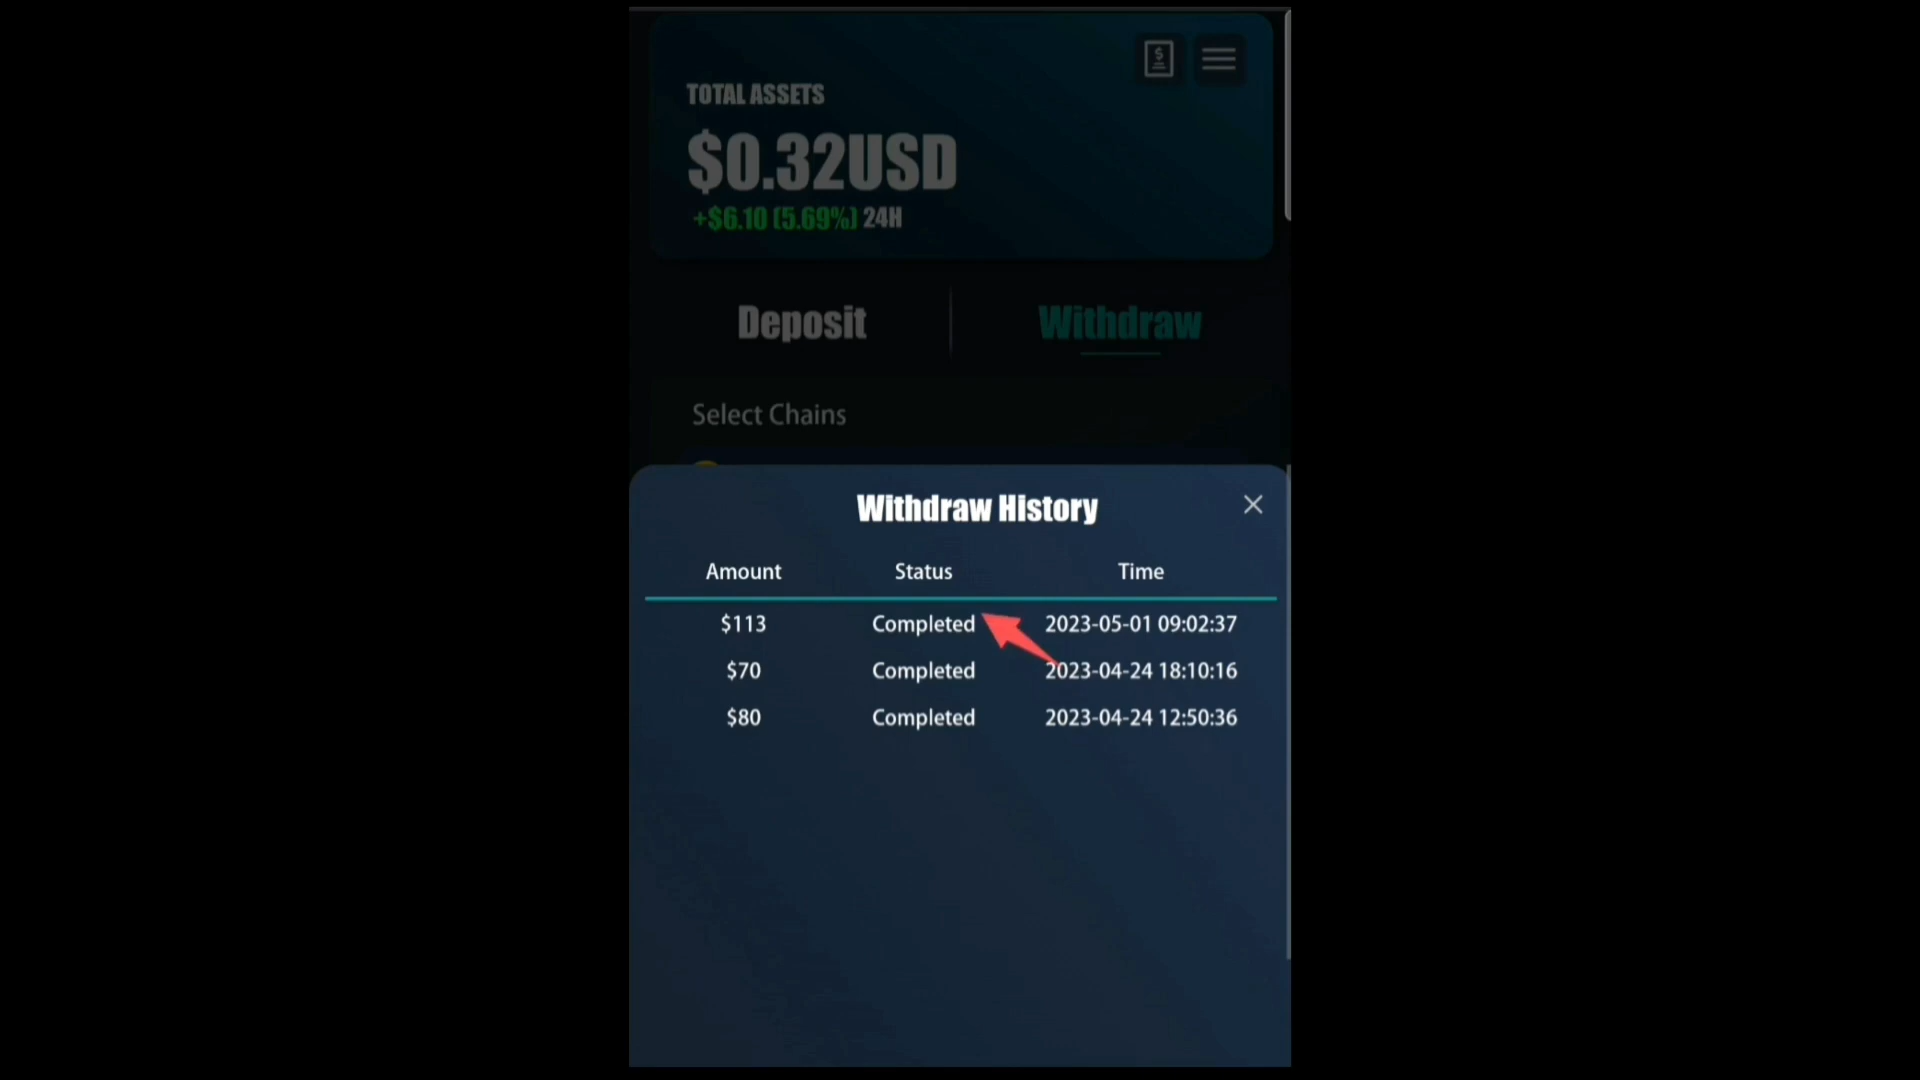 TOTAL ASSETS
$0.32USD
+$6.10 (5.69%) 24H
Deposit Withdraw
Select Chains
Withdraw History
Amount Status Time
$113 Completed 2023-05-01 09:02:37
$70 Completed 2023-04-24 18:10:16
$80 Completed 2023-04-24 12:50:36